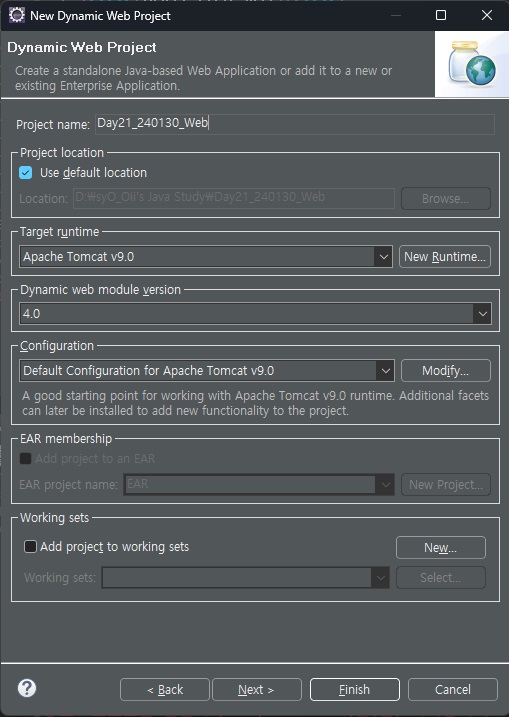 New Dynamic Web Project
Dynamic Web Project
Create a standalone Java-based Web Application or add it to a new or
existing Enterprise Application.
Project name: Day21_240130_Web
Project location
Use default location
Location: D:₩syO_Oii's Java Study₩Day21_240130_Web Browse...
Target runtime
Apache Tomcat v9.0 New Runtime...
Dynamic web module version
4.0
Configuration
Default Configuration for Apache Tomcat v9.0 Modify...
A good starting point for working with Apache Tomcat v9.0 runtime. Additional facets
can later be installed to add new functionality to the project.
EAR membership
Add project to an EAR
EAR project name: EAR New Project...
Working sets
Add project to working sets New...
Working sets: Select...
? < Back Next > Finish Cancel